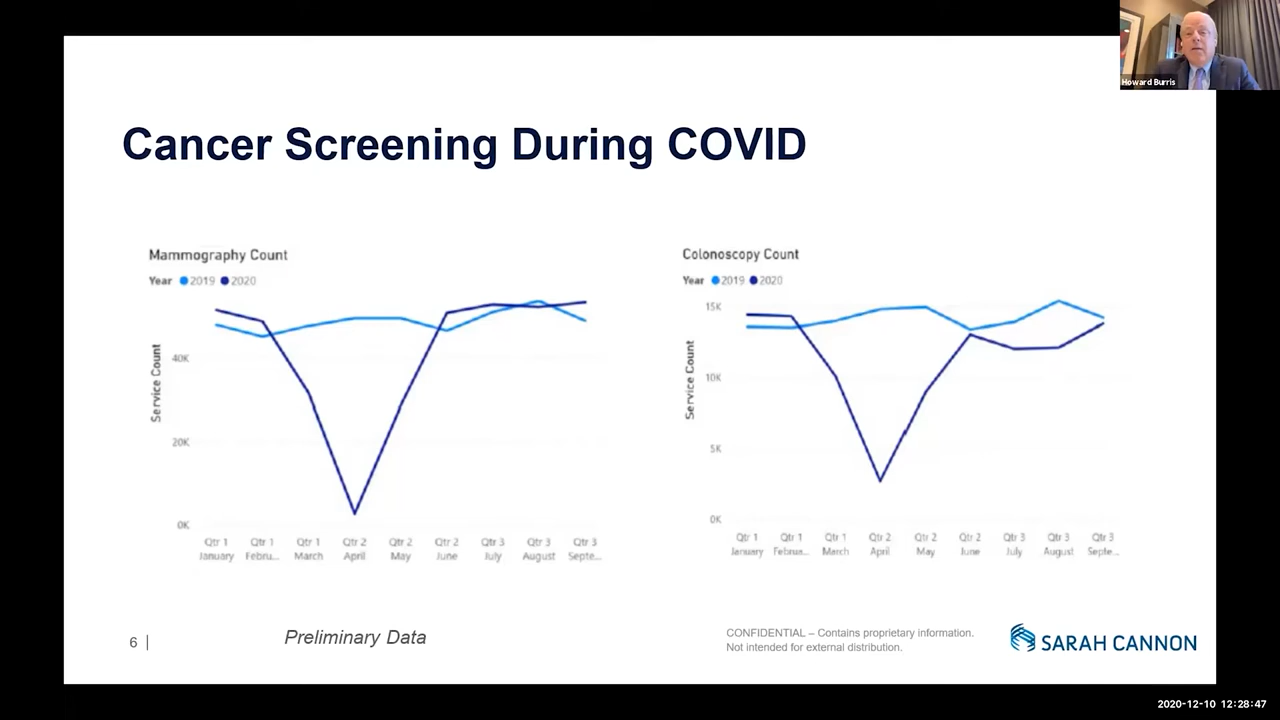 Howard Burris
Cancer Screening During COVID
Mammography Count
Year 2019 2020
Service Count
40K
20K
0K
Qtr 1 Qtr 1 Qtr 1 Qtr 2 Qtr 2 Qtr 2 Qtr 3 Qtr 3 Qtr 3
January Febru... March April May June July August Septe...
Colonoscopy Count
Year 2019 2020
Service Count
15K
10K
5K
0K
Qtr 1 Qtr 1 Qtr 1 Qtr 2 Qtr 2 Qtr 2 Qtr 3 Qtr 3 Qtr 3
January Februa... March April May June July August Septe...
6 |
Preliminary Data
CONFIDENTIAL – Contains proprietary information.
Not intended for external distribution.
SARAH CANNON
2020-12-10 12:28:47